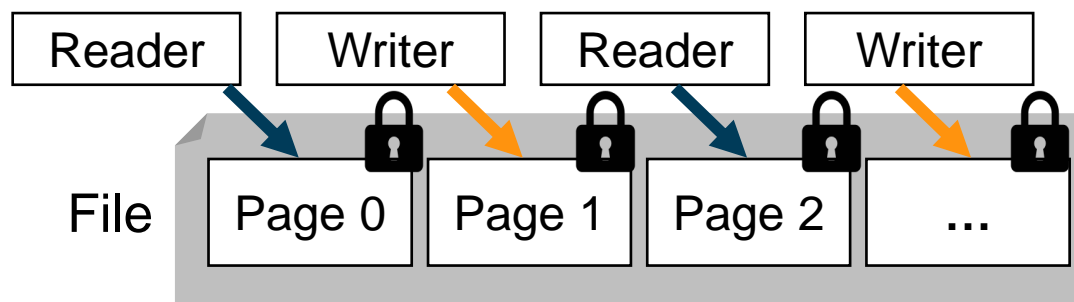 Reader Writer Reader Writer
File Page 0 Page 1 Page 2 ...